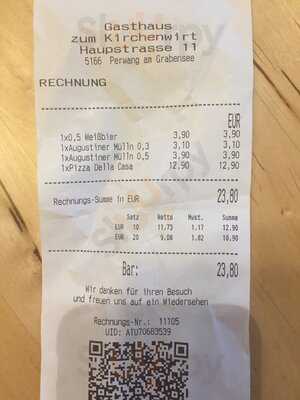 Gasthaus
zum Kirchenwirt
Haupstrasse 11
5166 Perwang am Grabensee
RECHNUNG
EUR
1x0,5 Weißbier 3,90 3,90
1xAugustiner Mülln 0,3 3,10 3,10
1xAugustiner Mülln 0,5 3,90 3,90
1xPizza Della Casa 12,90 12,90
Rechnungs-Summe in EUR 23,80
Satz Netto Mwst. Summe
EUR 10 11.73 1.17 12.90
EUR 20 9.08 1.82 10.90
Bar: 23,80
Wir danken für ihren Besuch
und freuen uns auf ein Wiedersehen
Rechnungs-Nr.: 11105
UID: ATU70683539